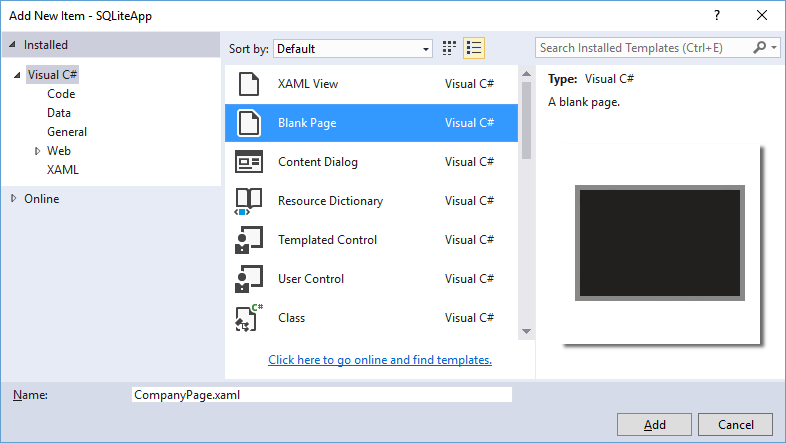 Add New Item - SQLiteApp
?
Installed
Visual C#
Code
Data
General
Web
XAML
Online
Sort by: Default
XAML View Visual C#
Blank Page Visual C#
Content Dialog Visual C#
Resource Dictionary Visual C#
Templated Control Visual C#
User Control Visual C#
C#
Class Visual C#
Click here to go online and find templates.
Search Installed Templates (Ctrl+E)
Type: Visual C#
A blank page.
Name: CompanyPage.xaml
Add Cancel